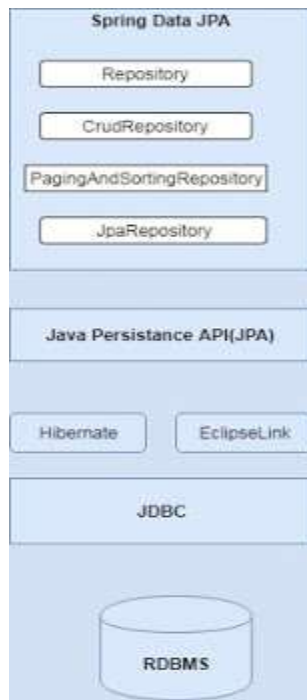 Spring Data JPA
Repository
CrudRepository
PagingAndSortingRepository
JpaRepository
Java Persistance API(JPA)
Hibernate
EclipseLink
JDBC
RDBMS